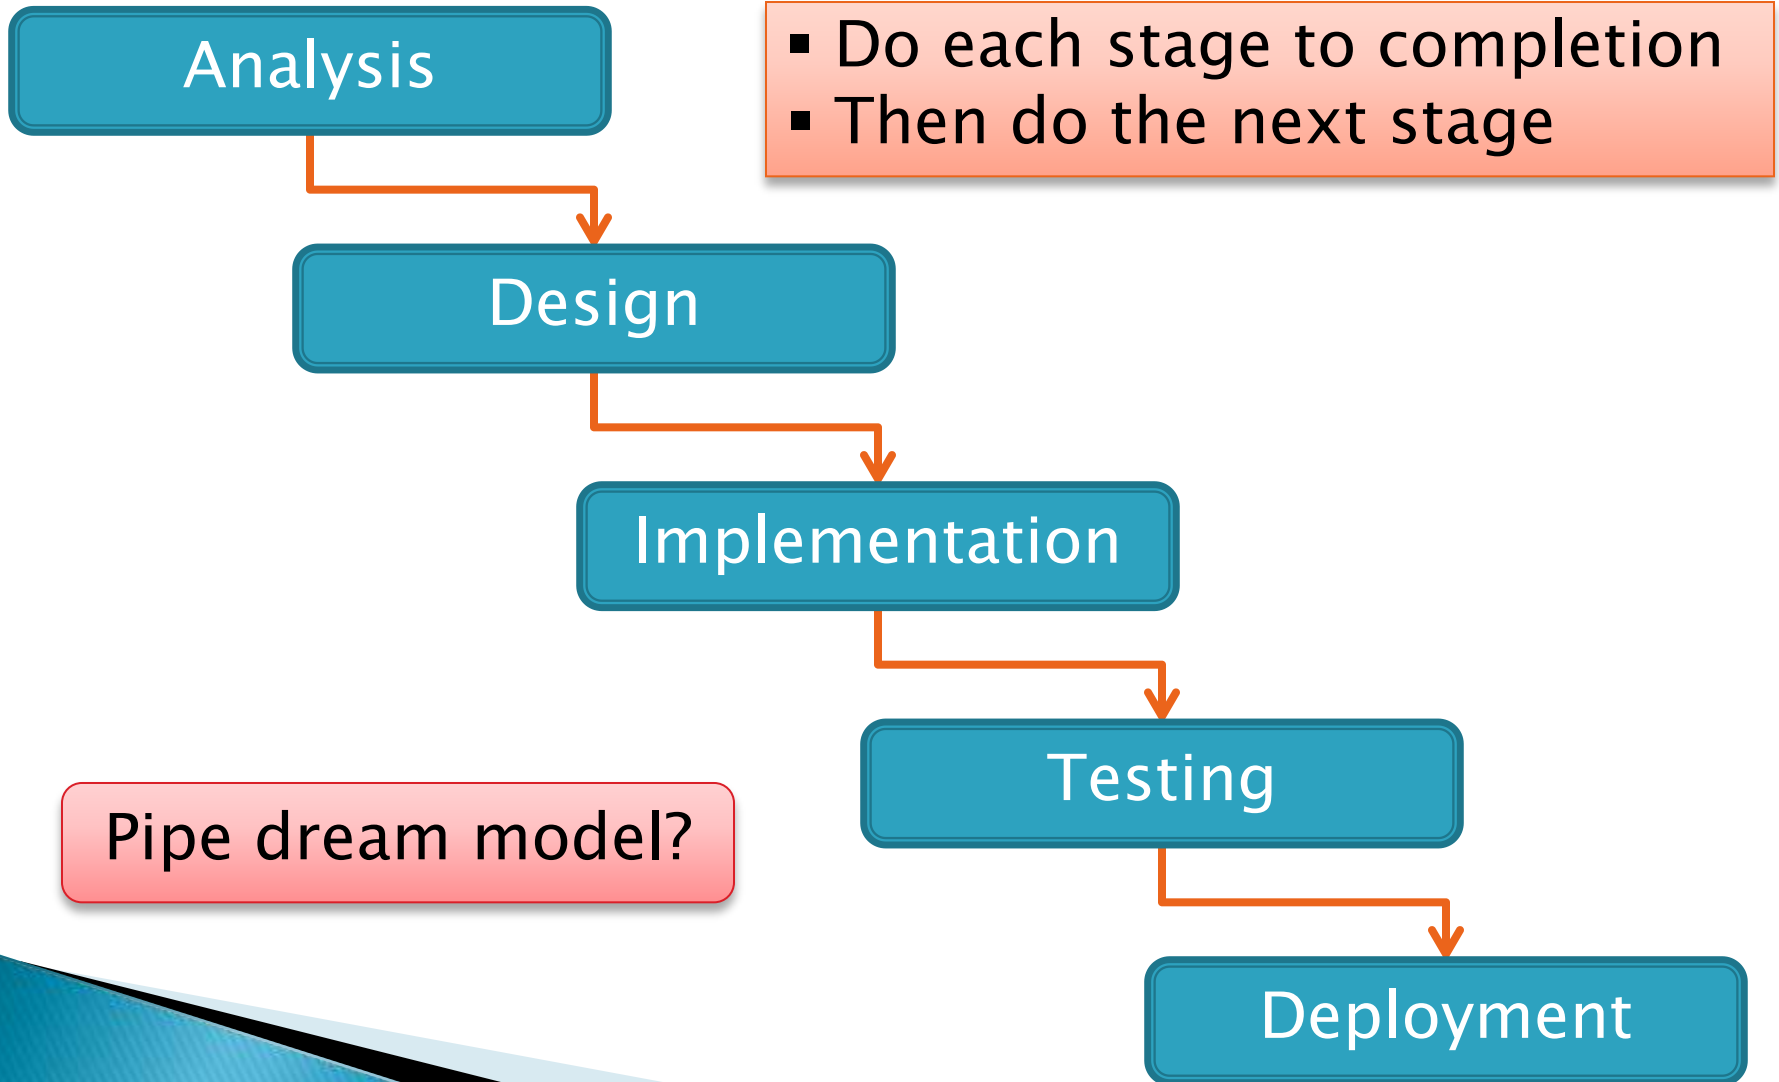 Analysis
▪ Do each stage to completion
▪ Then do the next stage
Design
Implementation
Testing
Pipe dream model?
Deployment